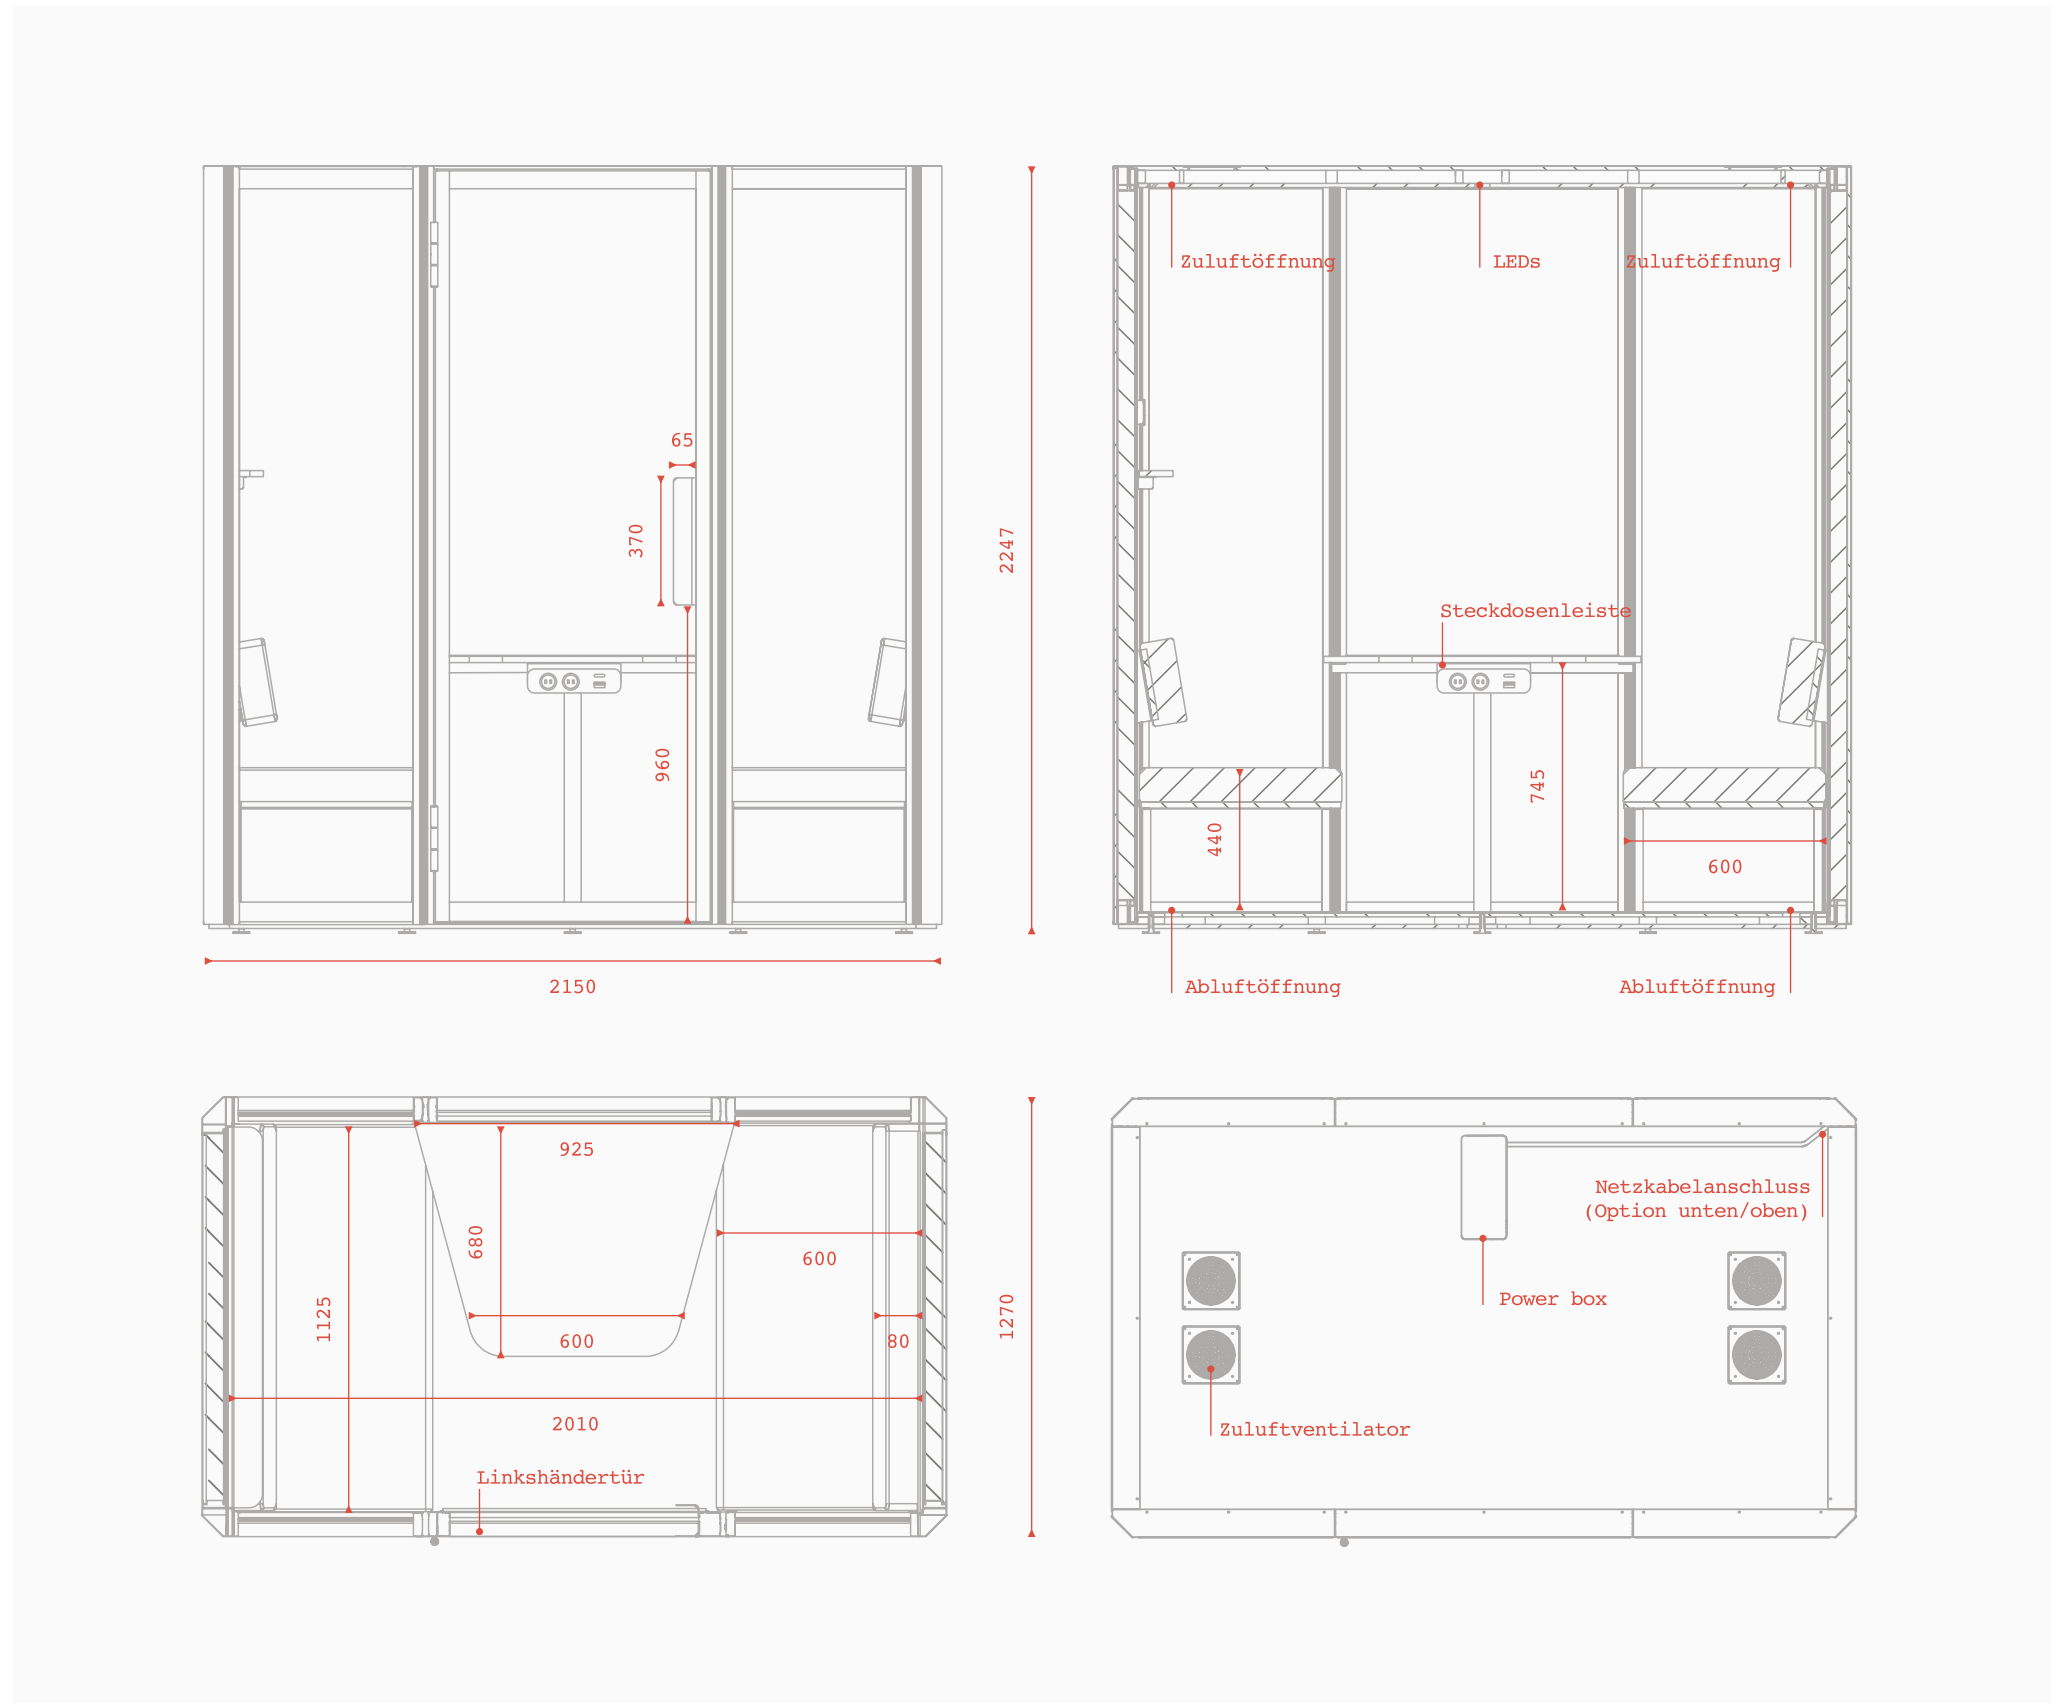 65
370
2247
960
2150
Zuluftöffnung
LEDs
Zuluftöffnung
Steckdosenleiste
745
440
600
Abluftöffnung
Abluftöffnung
925
680
600
1125
600
80
2010
Linkshändertür
1270
Netzkabelanschluss
(Option unten/oben)
Power box
Zuluftventilator